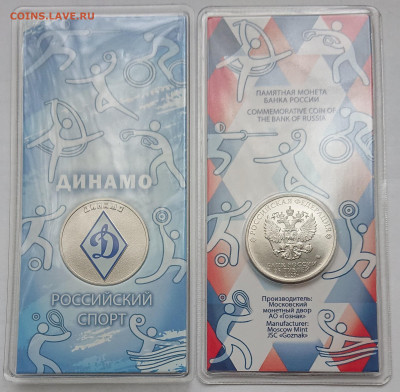 COINS.LAVE.RU
ДИНАМО
ДИНАМО
Д
РОССИЙСКИЙ
СПОРТ
ПАМЯТНАЯ МОНЕТА
БАНКА РОССИИ
COMMEMORATIVE COIN OF
THE BANK OF RUSSIA
РОССИЙСКАЯ ФЕДЕРАЦИЯ
Производитель:
Московский
монетный двор
АО «Гознак»
Manufacturer:
Moscow Mint
JSC «Goznak»